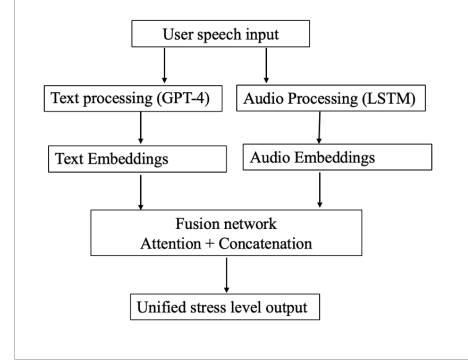 User speech input
Text processing (GPT-4)
Audio Processing (LSTM)
Text Embeddings
Audio Embeddings
Fusion network
Attention + Concatenation
Unified stress level output